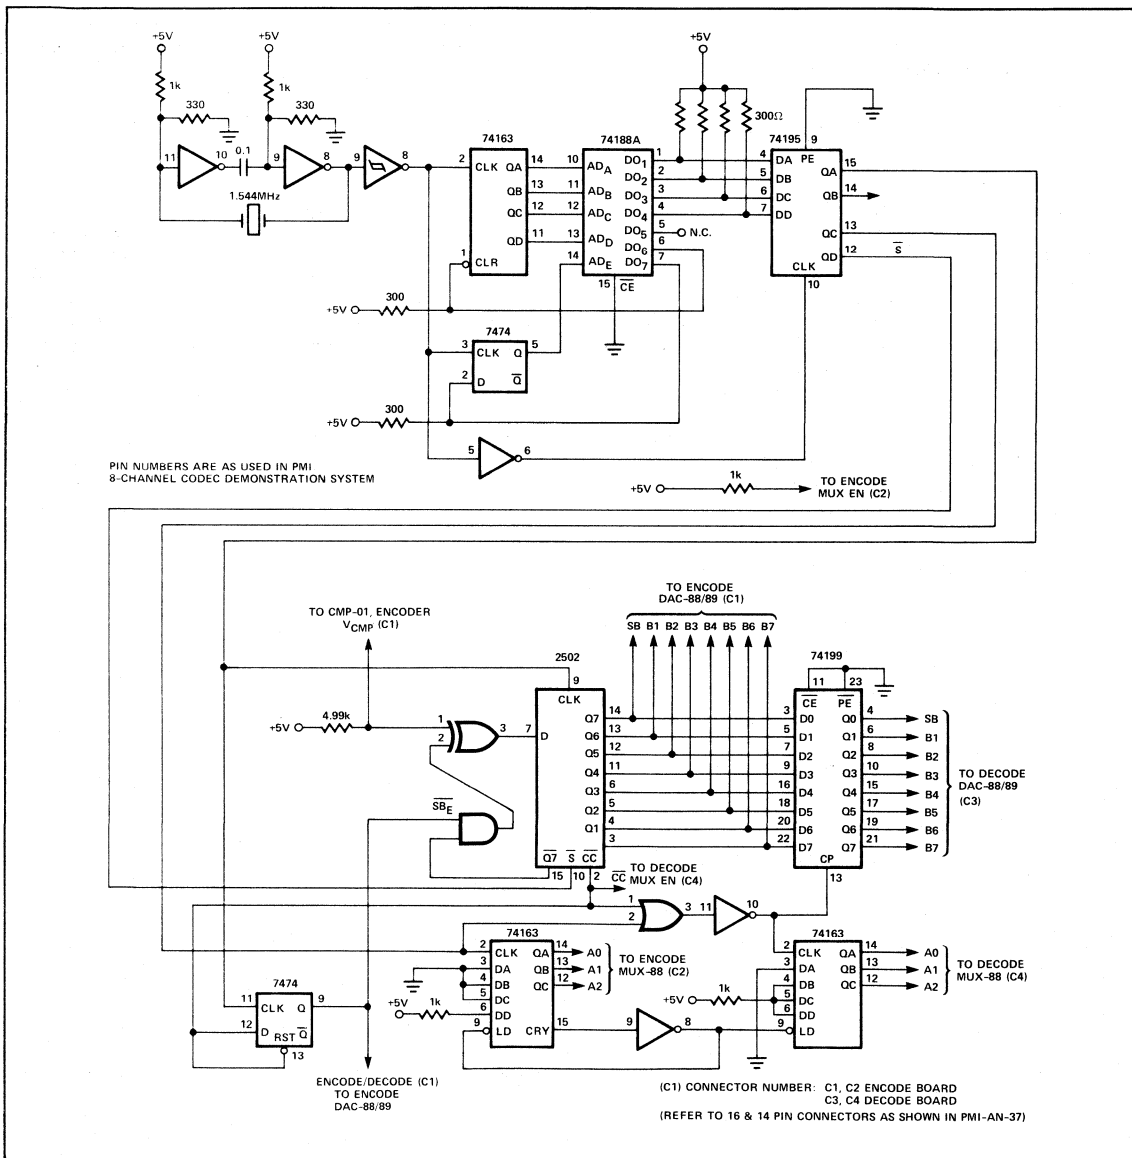 +5V
+5V
1k
1k
330
330
11
10
0.1
9
8
9
8
1.544MHz
74163
2
CLK
QA
14
QB
13
QC
12
QD
11
1
CLR
74188A
10
ADA
DO1
1
11
ADB
DO2
2
12
ADC
DO3
3
13
ADD
DO4
4
DO5
5
N.C.
14
ADE
DO6
6
DO7
7
15
CE
+5V
300Ω
74195
9
4
DA
PE
QA
15
5
DB
QB
14
6
DC
QC
13
7
DD
QD
12
S
CLK
10
+5V
300
7474
3
CLK
Q
5
2
D
Q
+5V
300
5
6
PIN NUMBERS ARE AS USED IN PMI
8-CHANNEL CODEC DEMONSTRATION SYSTEM
+5V
1k
TO ENCODE
MUX EN (C2)
TO ENCODE
DAC-88/89 (C1)
SB B1 B2 B3 B4 B5 B6 B7
TO CMP-01, ENCODER
VCMP (C1)
+5V
4.99k
1
2
3
SBE
2502
9
CLK
7
D
Q7
14
Q6
13
Q5
12
Q4
11
Q3
6
Q2
5
Q1
4
3
Q7
S
CC
15
10
2
74199
11
23
CE
PE
3
D0
Q0
4
SB
5
D1
Q1
6
B1
7
D2
Q2
8
B2
9
D3
Q3
10
B3
16
D4
Q4
15
B4
18
D5
Q5
17
B5
20
D6
Q6
19
B6
22
D7
Q7
21
B7
CP
13
TO DECODE
DAC-88/89
(C3)
CC
TO DECODE
MUX EN (C4)
1
2
3
11
10
74163
2
CLK
QA
14
A0
3
DA
QB
13
A1
4
DB
QC
12
A2
5
DC
6
DD
9
LD
CRY
15
+5V
1k
TO ENCODE
MUX-88 (C2)
9
8
+5V
1k
74163
2
CLK
QA
14
A0
3
DA
QB
13
A1
4
DB
QC
12
A2
5
DC
6
DD
9
LD
TO DECODE
MUX-88 (C4)
7474
11
CLK
Q
9
12
D
RST
Q
13
ENCODE/DECODE (C1)
TO ENCODE
DAC-88/89
(C1) CONNECTOR NUMBER: C1, C2 ENCODE BOARD
C3, C4 DECODE BOARD
(REFER TO 16 & 14 PIN CONNECTORS AS SHOWN IN PMI-AN-37)